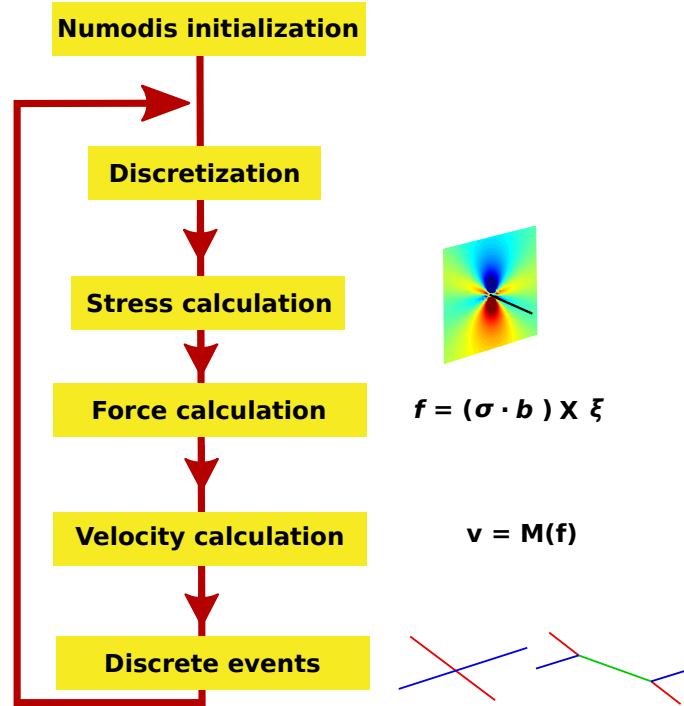 Numodis initialization
Discretization
Stress calculation
Force calculation
f = (σ · b ) X ξ
Velocity calculation
v = M(f)
Discrete events